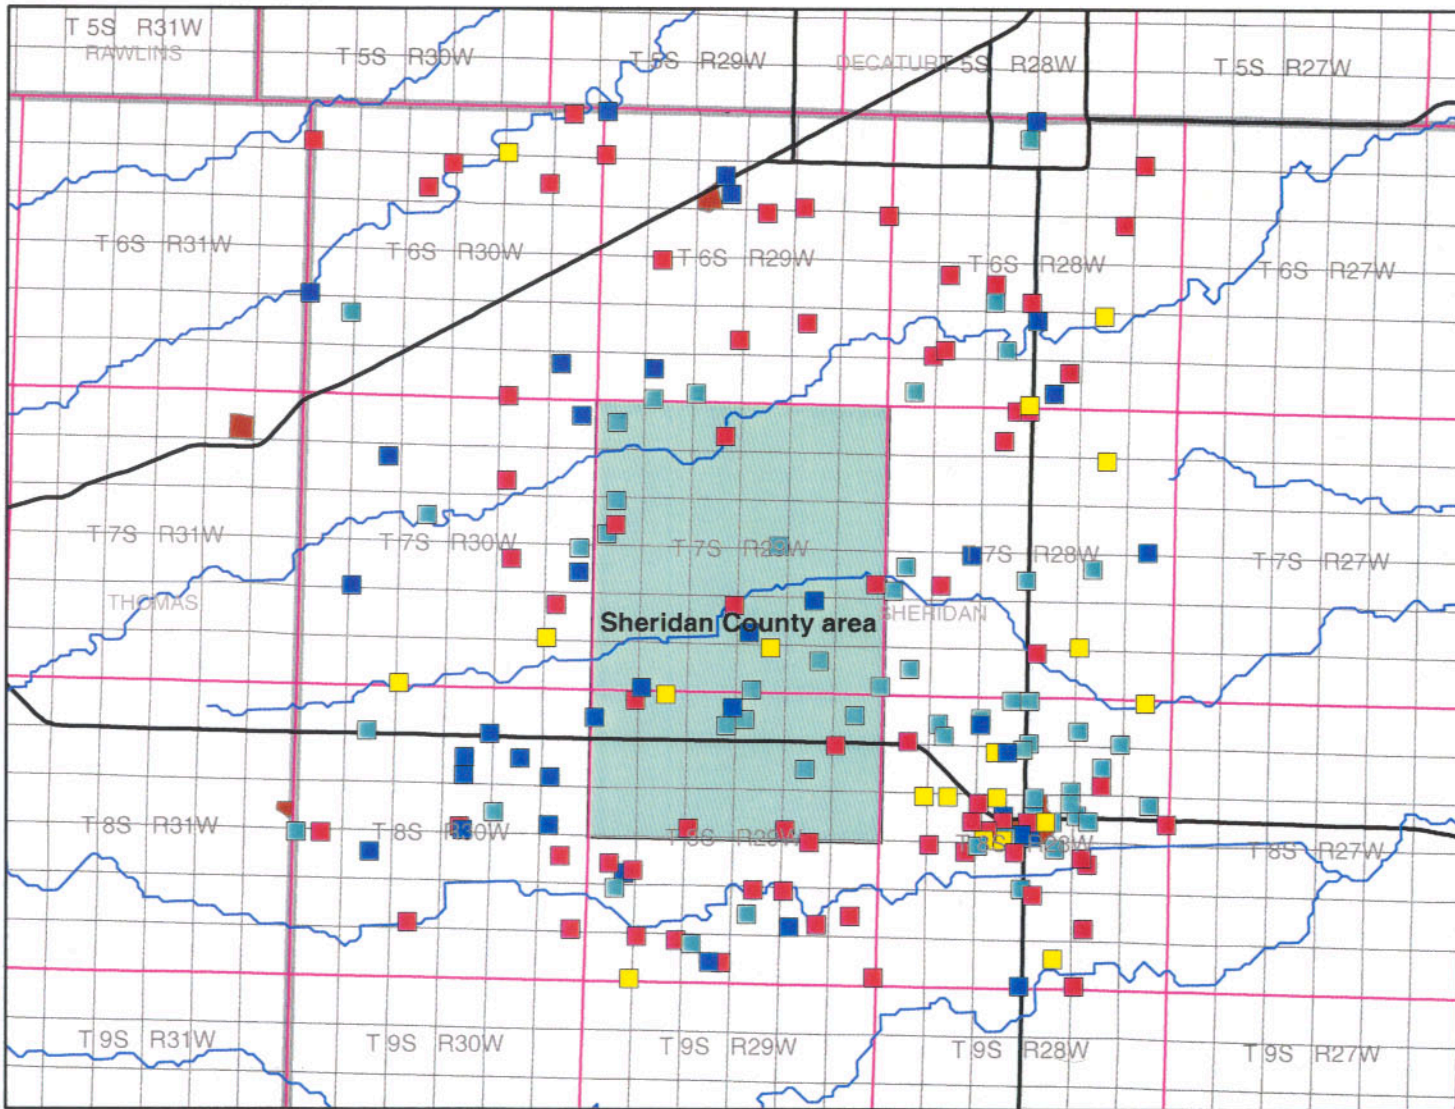 T 5S R31W
RAWLINS
T 5S R30W
T 5S R29W
DECATUR
T 5S R28W
T 5S R27W
T 6S R31W
T 6S R30W
T 6S R29W
T 6S R28W
T 6S R27W
T 7S R31W
T 7S R30W
T 7S R29W
T 7S R28W
T 7S R27W
THOMAS
Sheridan County area
SHERIDAN
T 8S R31W
T 8S R30W
T 8S R29W
T 8S R28W
T 8S R27W
T 9S R31W
T 9S R30W
T 9S R29W
T 9S R28W
T 9S R27W